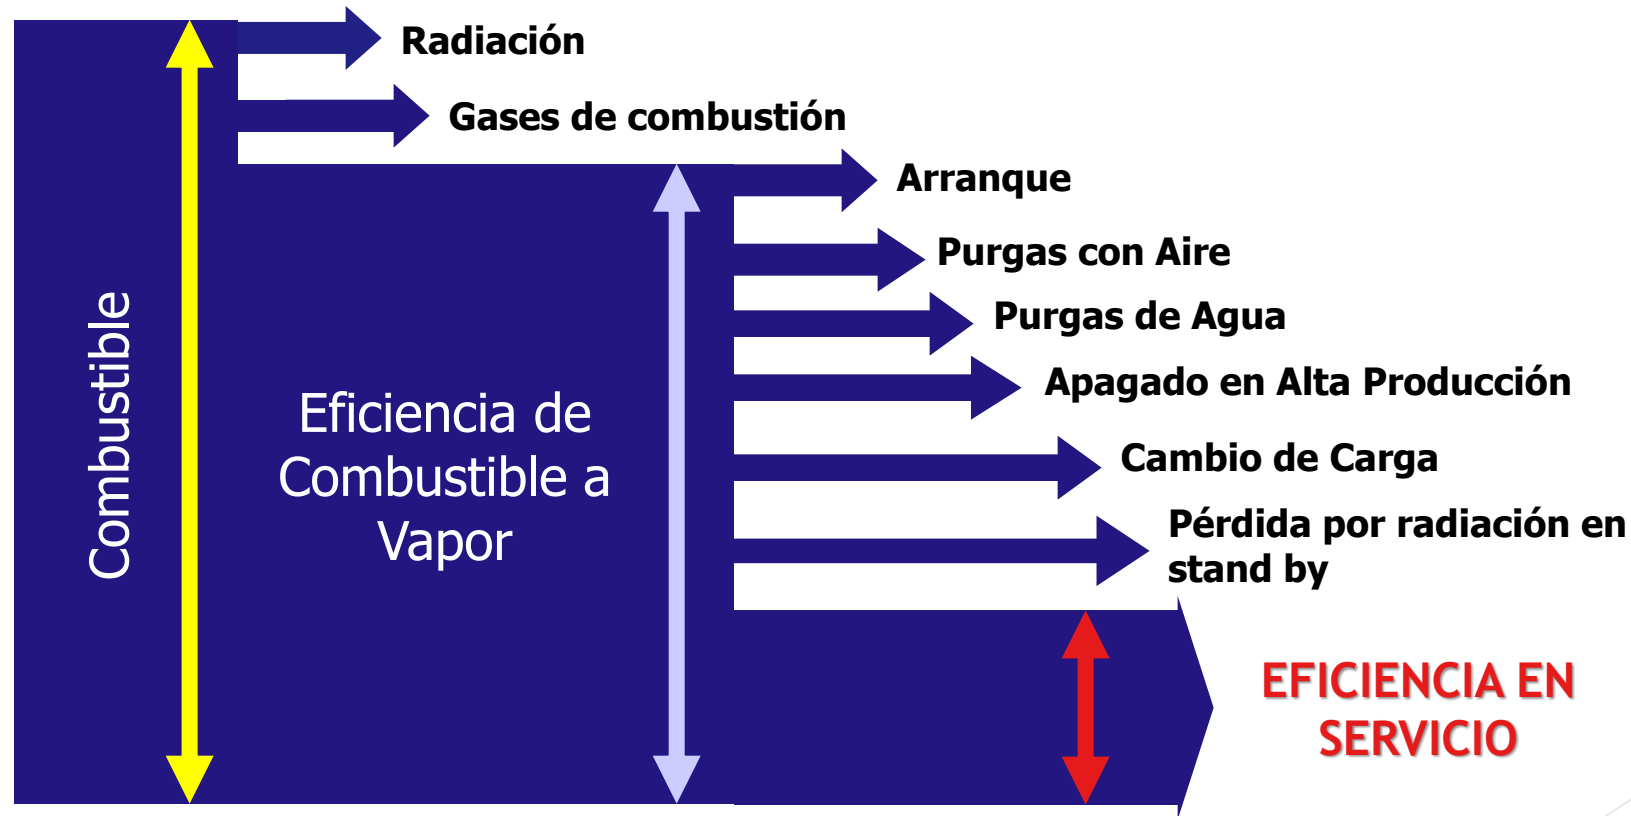 Radiación
Gases de combustión
Arranque
Purgas con Aire
Purgas de Agua
Apagado en Alta Producción
Cambio de Carga
Pérdida por radiación en
stand by
Combustible
Eficiencia de
Combustible a
Vapor
EFICIENCIA EN
SERVICIO